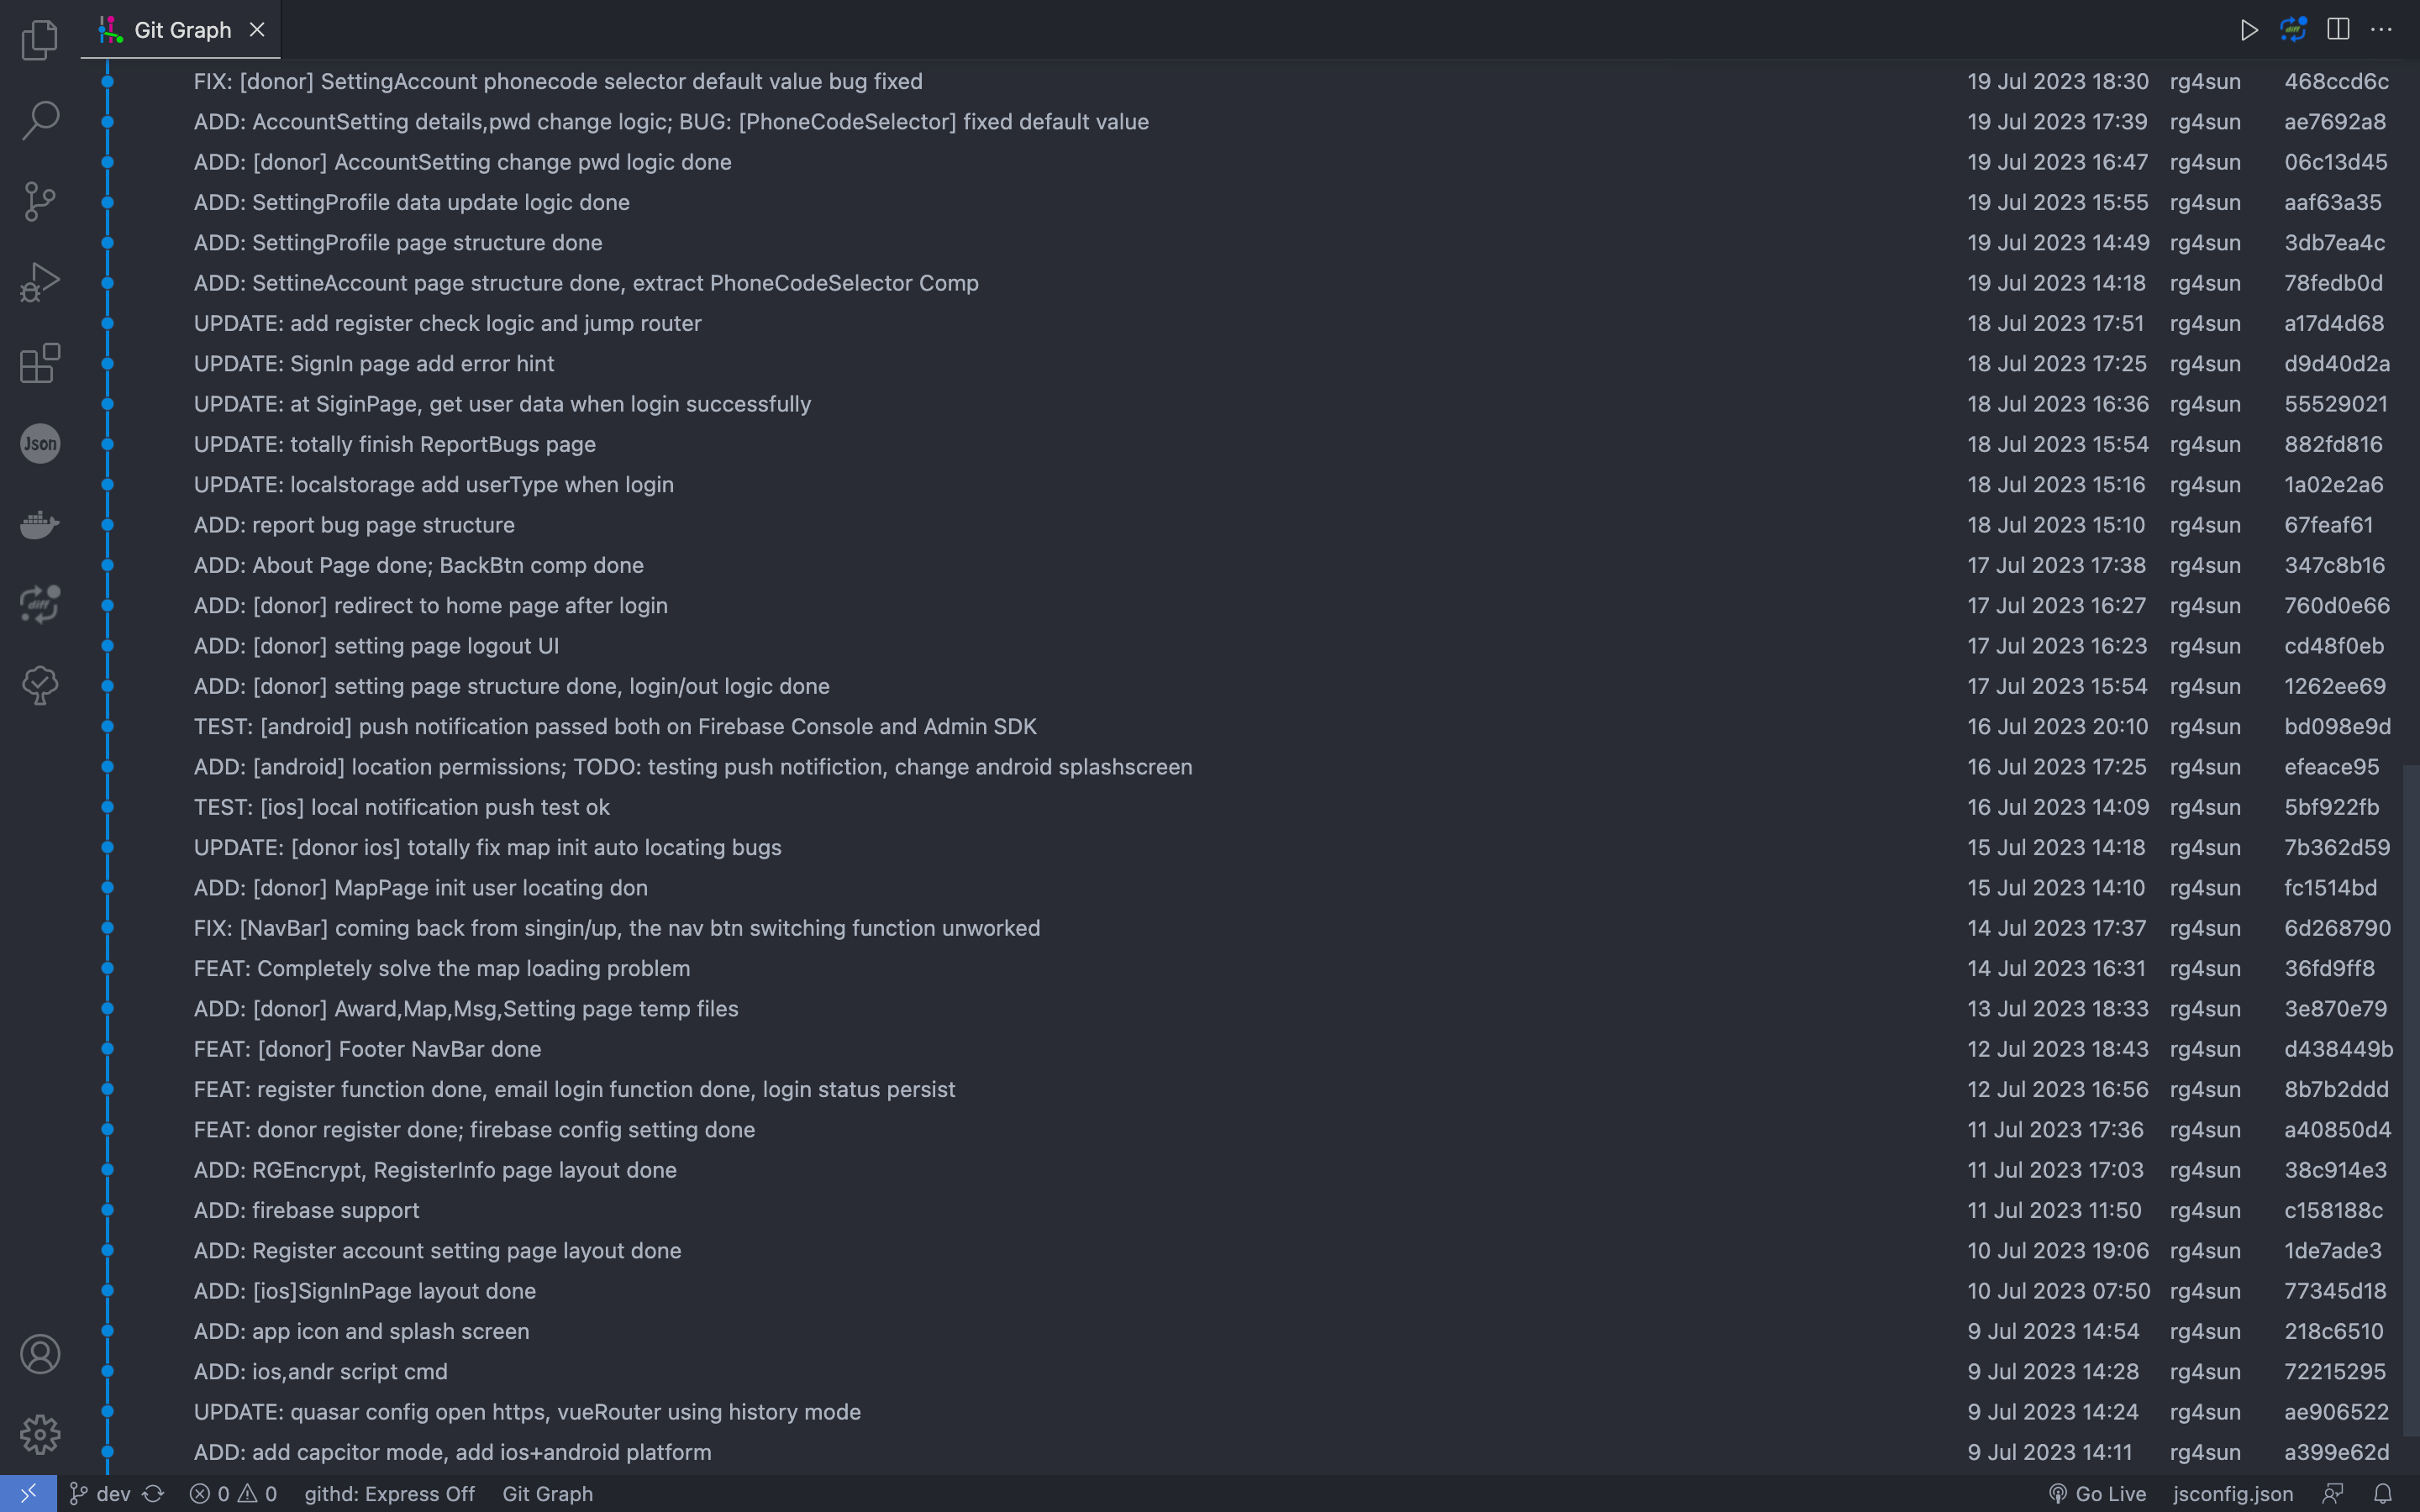 Git Graph
FIX: [donor] SettingAccount phonecode selector default value bug fixed 19 Jul 2023 18:30 rg4sun 468ccd6c
ADD: AccountSetting details,pwd change logic; BUG: [PhoneCodeSelector] fixed default value 19 Jul 2023 17:39 rg4sun ae7692a8
ADD: [donor] AccountSetting change pwd logic done 19 Jul 2023 16:47 rg4sun 06c13d45
ADD: SettingProfile data update logic done 19 Jul 2023 15:55 rg4sun aaf63a35
ADD: SettingProfile page structure done 19 Jul 2023 14:49 rg4sun 3db7ea4c
ADD: SettineAccount page structure done, extract PhoneCodeSelector Comp 19 Jul 2023 14:18 rg4sun 78fedb0d
UPDATE: add register check logic and jump router 18 Jul 2023 17:51 rg4sun a17d4d68
UPDATE: SignIn page add error hint 18 Jul 2023 17:25 rg4sun d9d40d2a
UPDATE: at SiginPage, get user data when login successfully 18 Jul 2023 16:36 rg4sun 55529021
UPDATE: totally finish ReportBugs page 18 Jul 2023 15:54 rg4sun 882fd816
UPDATE: localstorage add userType when login 18 Jul 2023 15:16 rg4sun 1a02e2a6
ADD: report bug page structure 18 Jul 2023 15:10 rg4sun 67feaf61
ADD: About Page done; BackBtn comp done 17 Jul 2023 17:38 rg4sun 347c8b16
ADD: [donor] redirect to home page after login 17 Jul 2023 16:27 rg4sun 760d0e66
ADD: [donor] setting page logout UI 17 Jul 2023 16:23 rg4sun cd48f0eb
ADD: [donor] setting page structure done, login/out logic done 17 Jul 2023 15:54 rg4sun 1262ee69
TEST: [android] push notification passed both on Firebase Console and Admin SDK 16 Jul 2023 20:10 rg4sun bd098e9d
ADD: [android] location permissions; TODO: testing push notifiction, change android splashscreen 16 Jul 2023 17:25 rg4sun efeace95
TEST: [ios] local notification push test ok 16 Jul 2023 14:09 rg4sun 5bf922fb
UPDATE: [donor ios] totally fix map init auto locating bugs 15 Jul 2023 14:18 rg4sun 7b362d59
ADD: [donor] MapPage init user locating don 15 Jul 2023 14:10 rg4sun fc1514bd
FIX: [NavBar] coming back from singin/up, the nav btn switching function unworked 14 Jul 2023 17:37 rg4sun 6d268790
FEAT: Completely solve the map loading problem 14 Jul 2023 16:31 rg4sun 36fd9ff8
ADD: [donor] Award,Map,Msg,Setting page temp files 13 Jul 2023 18:33 rg4sun 3e870e79
FEAT: [donor] Footer NavBar done 12 Jul 2023 18:43 rg4sun d438449b
FEAT: register function done, email login function done, login status persist 12 Jul 2023 16:56 rg4sun 8b7b2ddd
FEAT: donor register done; firebase config setting done 11 Jul 2023 17:36 rg4sun a40850d4
ADD: RGEncrypt, RegisterInfo page layout done 11 Jul 2023 17:03 rg4sun 38c914e3
ADD: firebase support 11 Jul 2023 11:50 rg4sun c158188c
ADD: Register account setting page layout done 10 Jul 2023 19:06 rg4sun 1de7ade3
ADD: [ios]SignInPage layout done 10 Jul 2023 07:50 rg4sun 77345d18
ADD: app icon and splash screen 9 Jul 2023 14:54 rg4sun 218c6510
ADD: ios,andr script cmd 9 Jul 2023 14:28 rg4sun 72215295
UPDATE: quasar config open https, vueRouter using history mode 9 Jul 2023 14:24 rg4sun ae906522
ADD: add capcitor mode, add ios+android platform 9 Jul 2023 14:11 rg4sun a399e62d
Json
diff
diff
dev 0 0 githd: Express Off Git Graph Go Live jsconfig.json